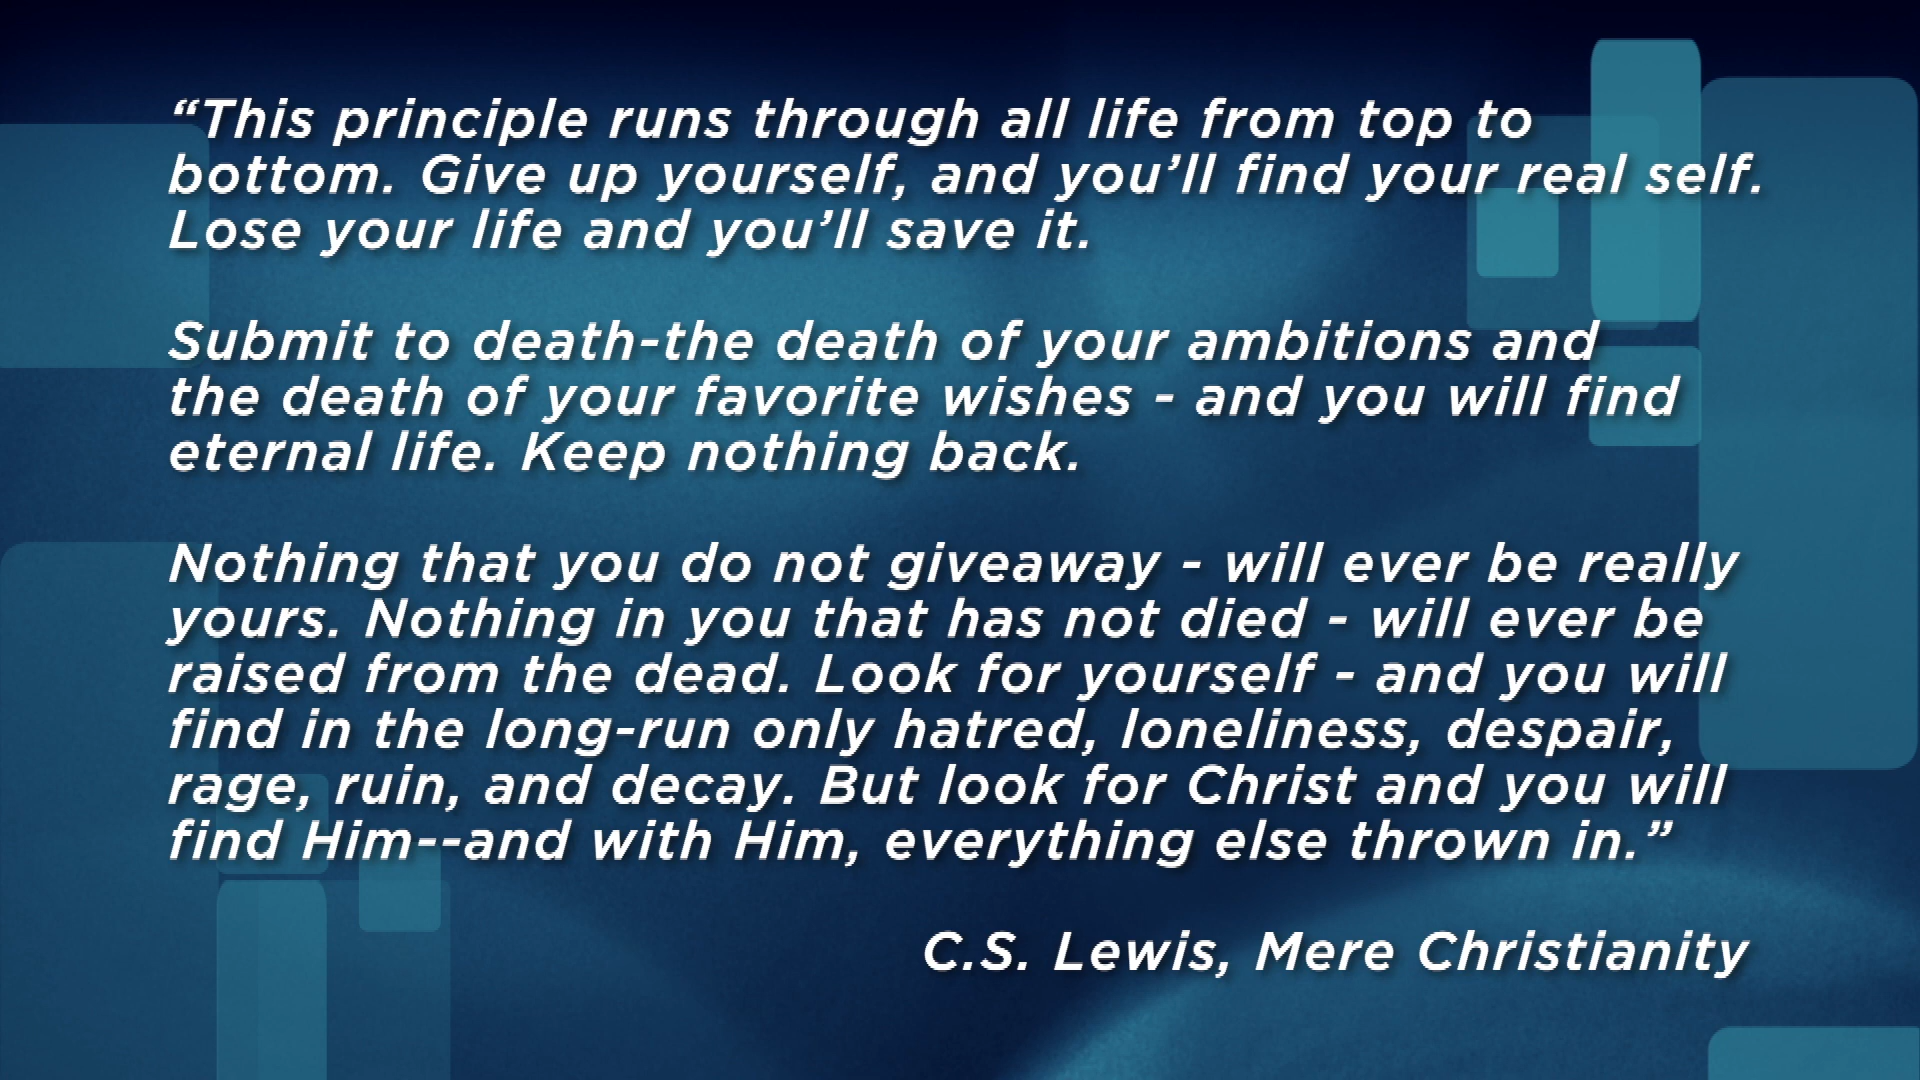 “This principle runs through all life from top to
bottom. Give up yourself, and you’ll find your real self.
Lose your life and you’ll save it.
Submit to death-the death of your ambitions and
the death of your favorite wishes - and you will find
eternal life. Keep nothing back.
Nothing that you do not giveaway - will ever be really
yours. Nothing in you that has not died - will ever be
raised from the dead. Look for yourself - and you will
find in the long-run only hatred, loneliness, despair,
rage, ruin, and decay. But look for Christ and you will
find Him--and with Him, everything else thrown in.”
C.S. Lewis, Mere Christianity